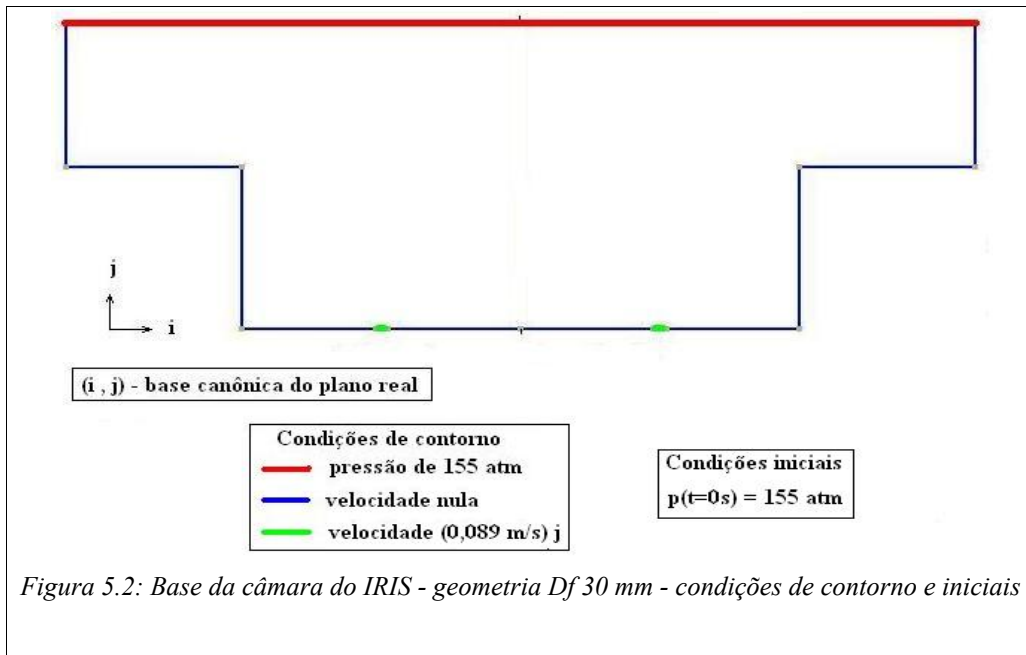 j
i
(i , j) - base canônica do plano real
Condições de contorno
pressão de 155 atm
velocidade nula
velocidade (0,089 m/s) j
Condições iniciais
p(t=0s) = 155 atm
Figura 5.2: Base da câmara do IRIS - geometria Df 30 mm - condições de contorno e iniciais